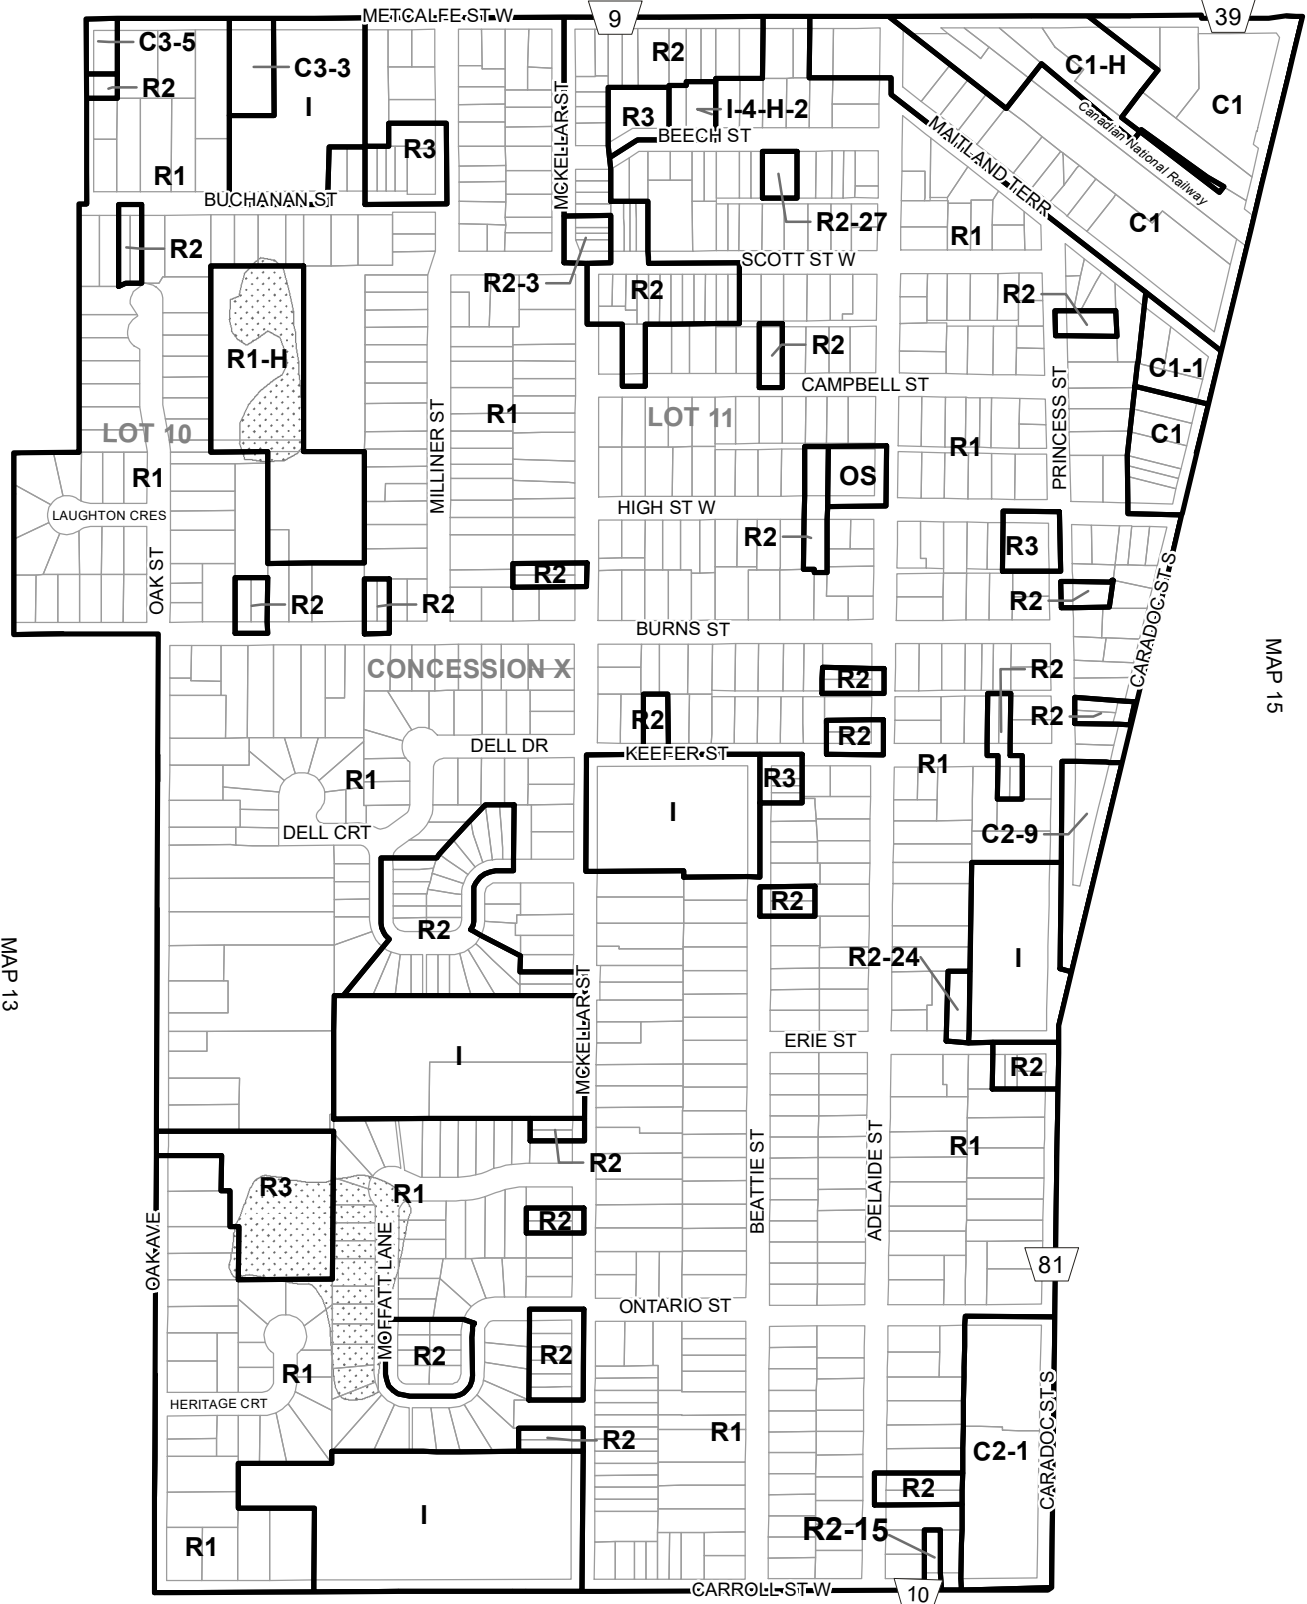 METCALFE ST W
9
39
C3-5
R2
C3-3
I
R2
C1-H
C1
R3
I-4-H-2
BEECH ST
MCKELLAR ST
Canadian National Railway
MAITLAND TERR
R3
R1
BUCHANAN ST
R2-27
R1
C1
R2
SCOTT ST W
R2-3
R2
R2
R1-H
R2
C1-1
CAMPBELL ST
PRINCESS ST
LOT 10
MILLINER ST
R1
LOT 11
R1
C1
R1
OS
LAUGHTON CRES
HIGH ST W
R2
R3
OAK ST
R2
R2
R2
R2
CARADOC ST S
BURNS ST
MAP 15
CONCESSION X
R2
R2
R2
R2
R2
DELL DR
KEEFER ST
R1
R3
R1
I
DELL CRT
C2-9
R2
R2
MAP 13
R2-24
I
MCKELLAR ST
I
ERIE ST
R2
BEATTIE ST
ADELAIDE ST
R1
R2
R3
R1
R2
OAK AVE
MOFFATT LANE
81
ONTARIO ST
R2
R2
R1
HERITAGE CRT
R2
R1
C2-1
CARADOC ST S
R2
I
R1
R2-15
CARROLL ST W
10